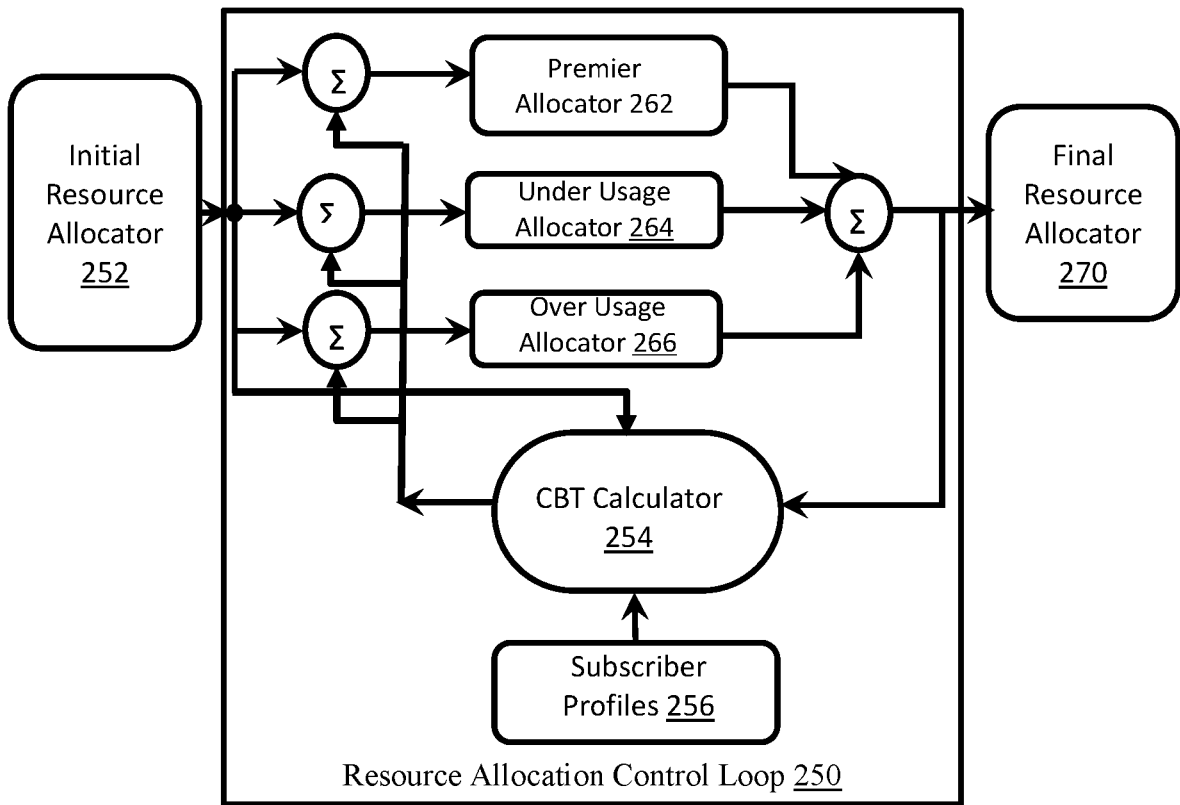 Initial
Resource
Allocator
252
Σ
Premier
Allocator 262
Σ
Under Usage
Allocator 264
Σ
Over Usage
Allocator 266
Σ
Final
Resource
Allocator
270
CBT Calculator
254
Subscriber
Profiles 256
Resource Allocation Control Loop 250